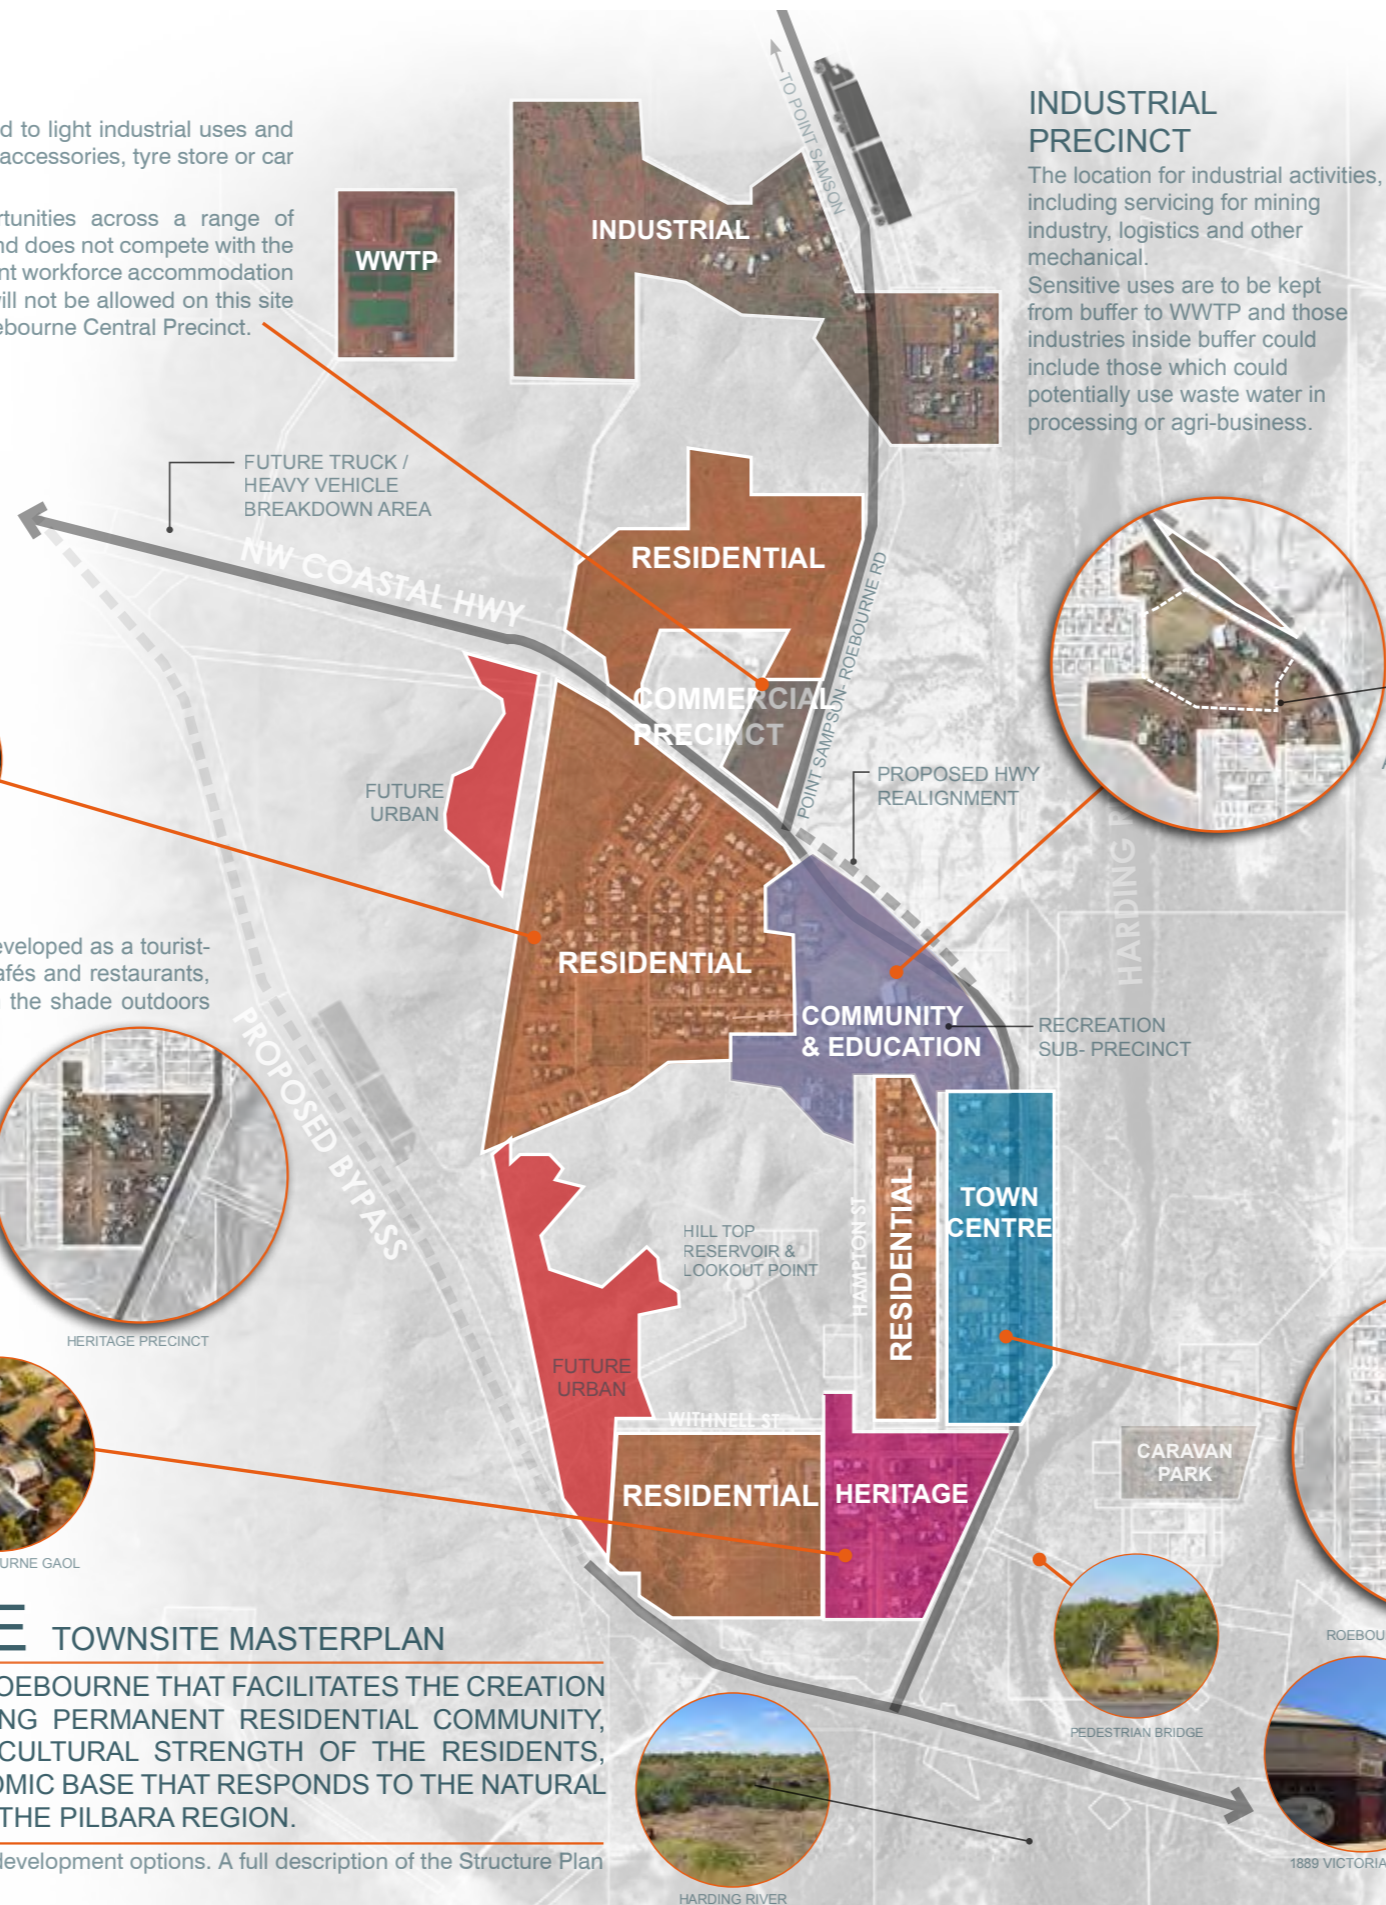 d to light industrial uses and
accessories, tyre store or car
rtunities across a range of
nd does not compete with the
nt workforce accommodation
will not be allowed on this site
ebourne Central Precinct.
TO POINT SAMSON
INDUSTRIAL
PRECINCT
The location for industrial activities,
including servicing for mining
industry, logistics and other
mechanical.
Sensitive uses are to be kept
from buffer to WWTP and those
industries inside buffer could
include those which could
potentially use waste water in
processing or agri-business.
INDUSTRIAL
WWTP
FUTURE TRUCK /
HEAVY VEHICLE
BREAKDOWN AREA
NW COASTAL HWY
RESIDENTIAL
POINT SAMPSON- ROEBOURNE RD
COMMERCIAL
PRECINCT
FUTURE
URBAN
PROPOSED HWY
REALIGNMENT
HARDING
HARDING R
eveloped as a tourist-
afés and restaurants,
the shade outdoors
RESIDENTIAL
COMMUNITY
& EDUCATION
RECREATION
SUB- PRECINCT
PROPOSED BYPASS
HERITAGE PRECINCT
HILL TOP
RESERVOIR &
LOOKOUT POINT
HAMPTON ST
RESIDENTIAL
TOWN
CENTRE
FUTURE
URBAN
WITHNELL ST
RESIDENTIAL
HERITAGE
CARAVAN
PARK
URNE GAOL
ROEBOU
PEDESTRIAN BRIDGE
E TOWNSITE MASTERPLAN
OEBOURNE THAT FACILITATES THE CREATION
NG PERMANENT RESIDENTIAL COMMUNITY,
CULTURAL STRENGTH OF THE RESIDENTS,
OMIC BASE THAT RESPONDS TO THE NATURAL
THE PILBARA REGION.
development options. A full description of the Structure Plan
HARDING RIVER
1889 VICTORIA